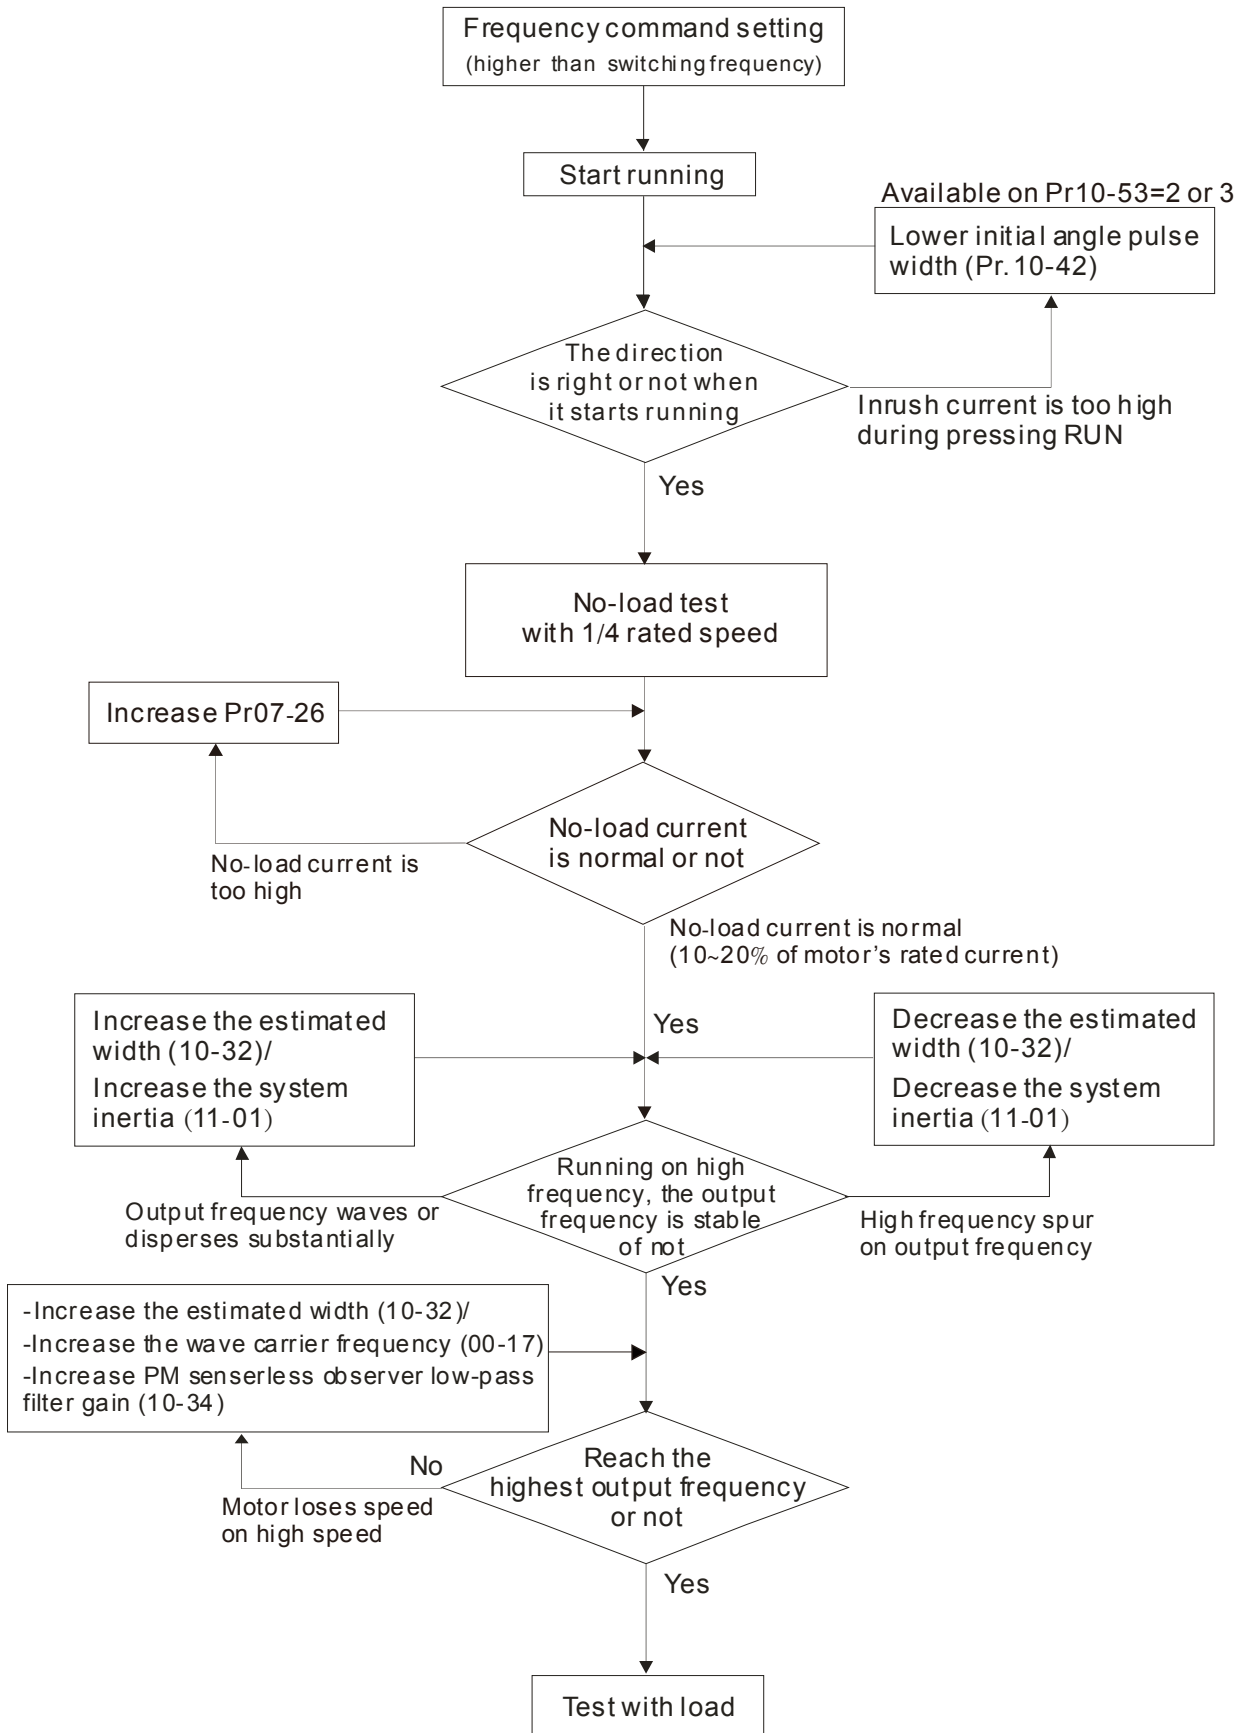 Frequency command setting
(higher than switching frequency)
Start running
Available on Pr10-53=2 or 3
Lower initial angle pulse
width (Pr. 10-42)
The direction
is right or not when
it starts running
Inrush current is too high
during pressing RUN
Yes
No-load test
with 1/4 rated speed
Increase Pr07-26
No-load current
is normal or not
No-load current is
too high
No-load current is normal
(10~20% of motor's rated current)
Increase the estimated
width (10-32)/
Increase the system
inertia (11-01)
Yes
Decrease the estimated
width (10-32)/
Decrease the system
inertia (11-01)
Running on high
frequency, the output
frequency is stable
of not
Output frequency waves or
disperses substantially
High frequency spur
on output frequency
Yes
-Increase the estimated width (10-32)/
-Increase the wave carrier frequency (00-17)
-Increase PM senserless observer low-pass
filter gain (10-34)
No
Reach the
highest output frequency
or not
Motor loses speed
on high speed
Yes
Test with load